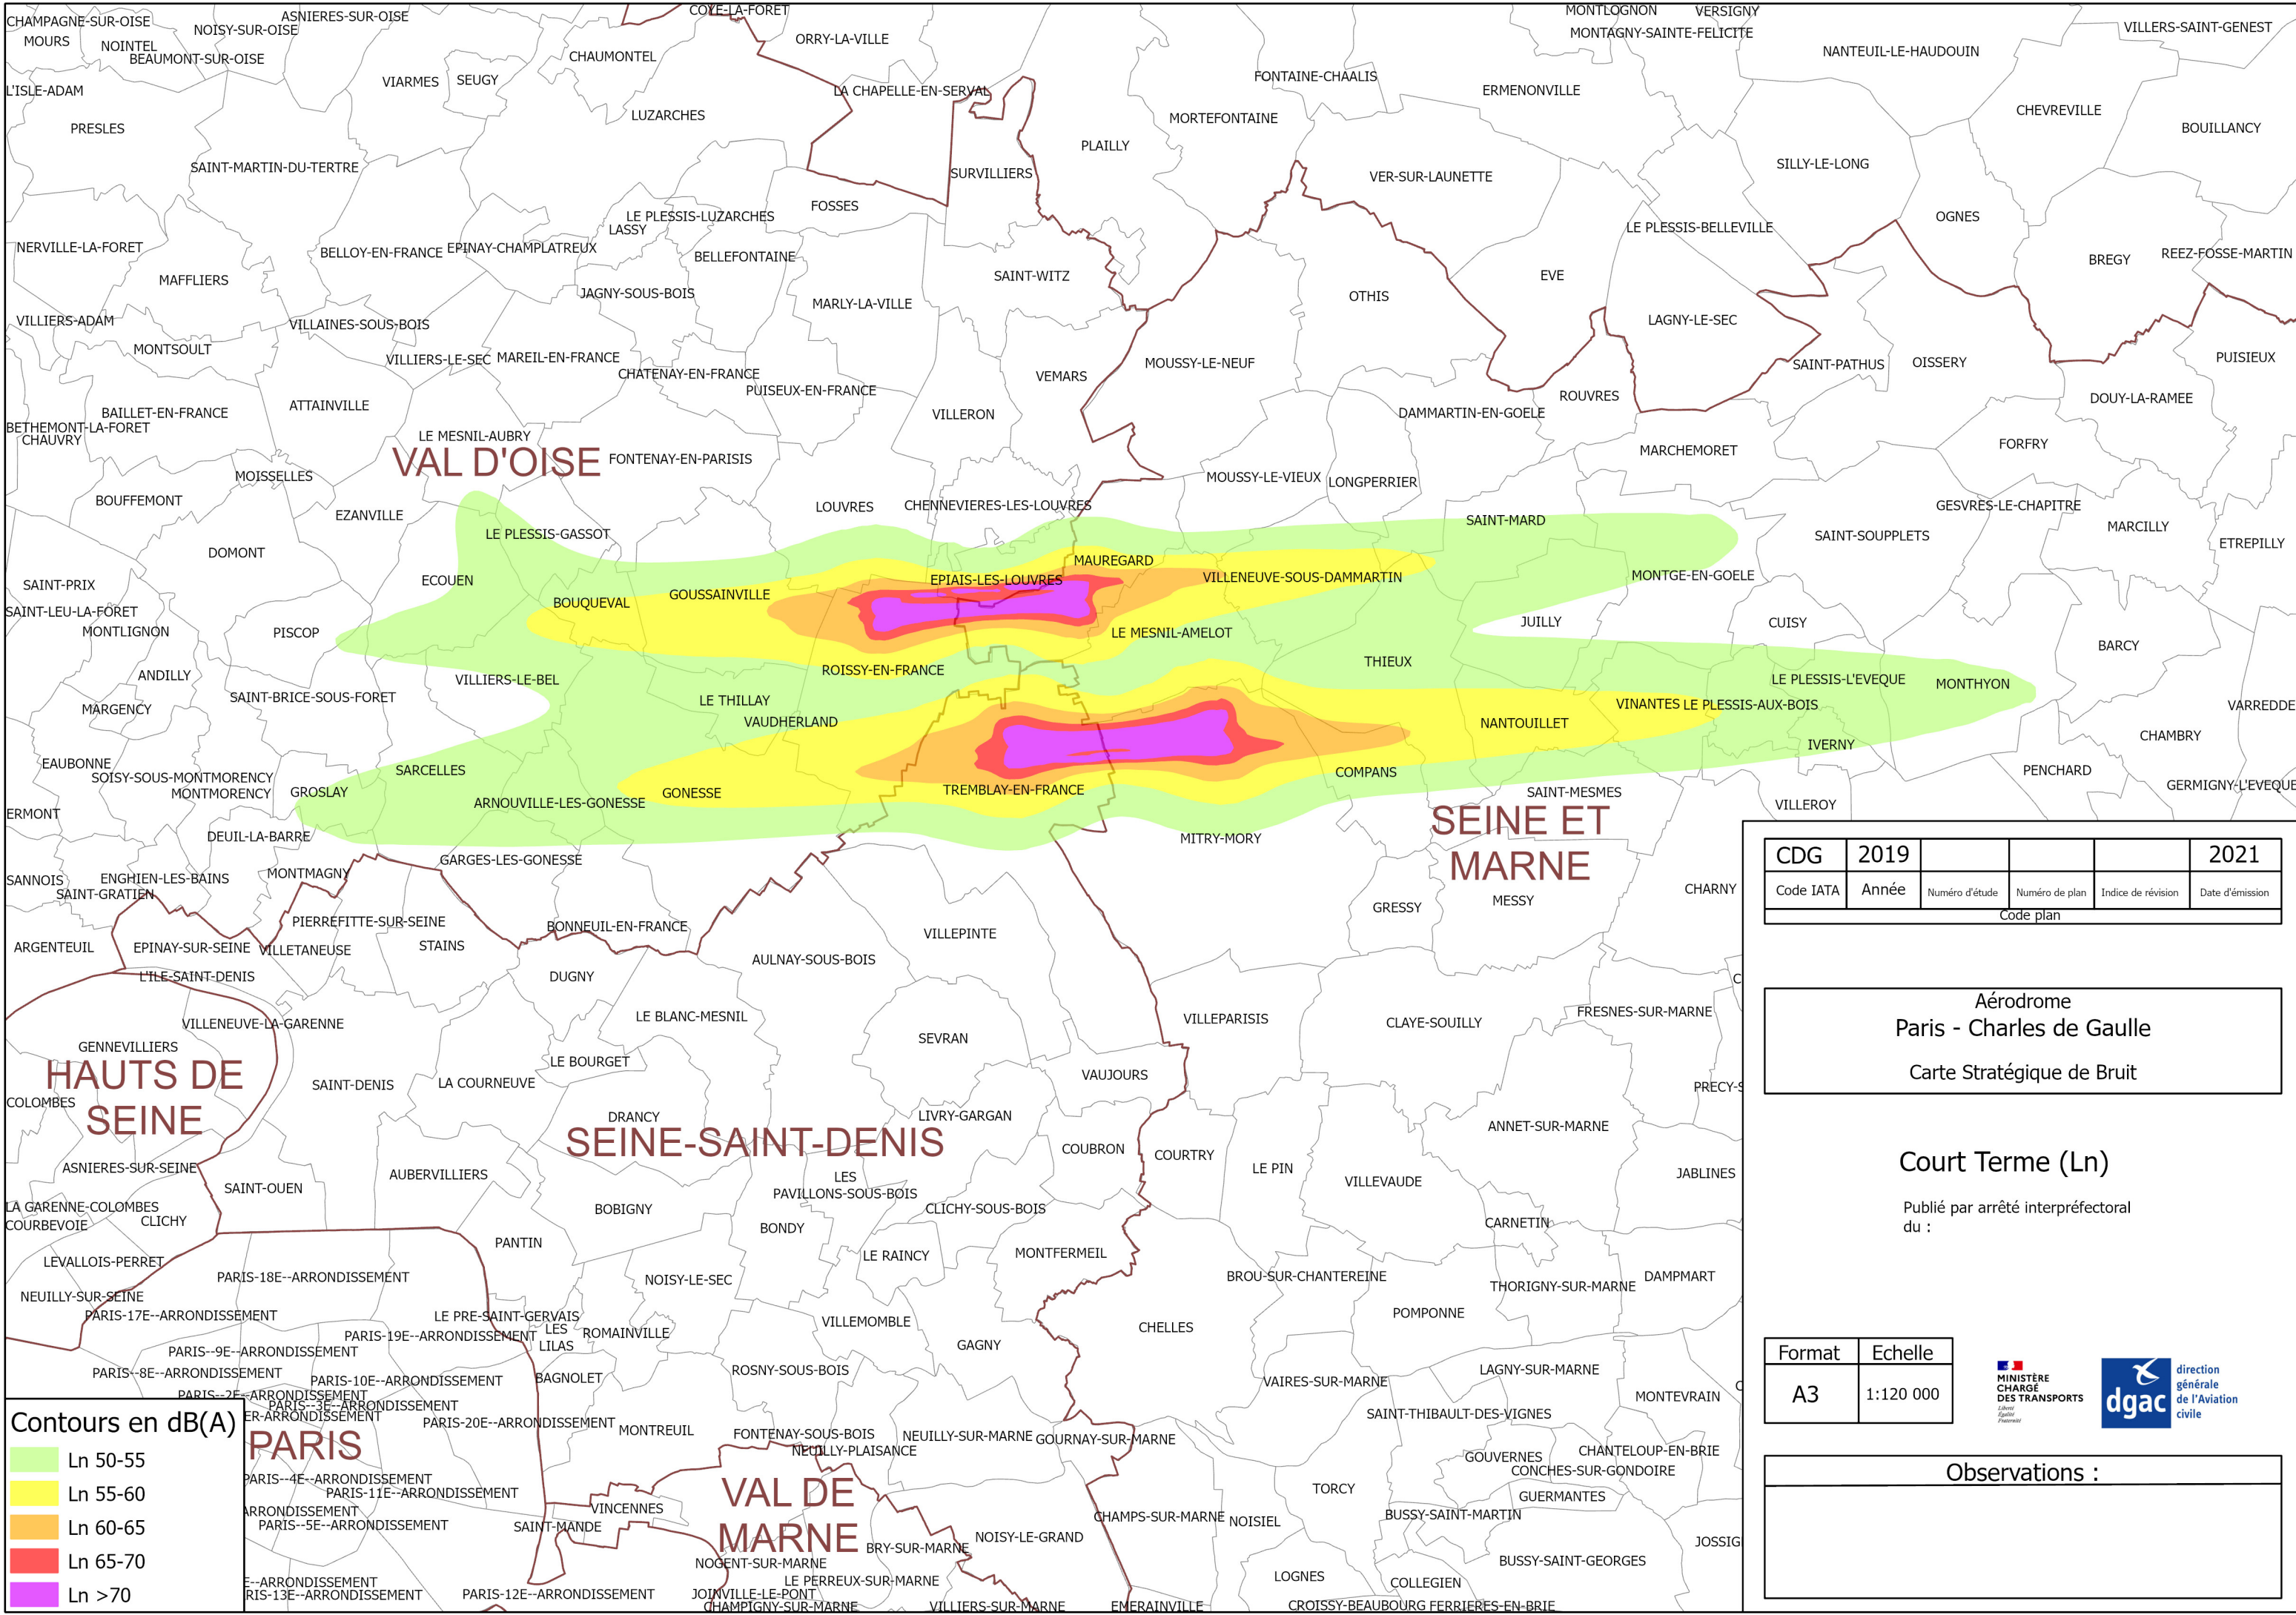 CHAMPAGNE-SUR-OISE
MOURS
NOINTEL
BEAUMONT-SUR-OISE
NOISY-SUR-OISE
ASNIERES-SUR-OISE
VIARMES
SEUGY
CHAUMONTEL
COYE-LA-FORET
ORRY-LA-VILLE
LA CHAPELLE-EN-SERVAL
LUZARCHES
L'ISLE-ADAM
PRESLES
SAINT-MARTIN-DU-TERTRE
SURVILLIERS
PLAILLY
MORTEFONTAINE
FONTAINE-CHAALIS
ERMENONVILLE
MONTLOGNON
VERSIGNY
MONTAGNY-SAINTE-FELICITE
NANTEUIL-LE-HAUDOUIN
VILLERS-SAINT-GENEST
CHEVREVILLE
BOUILLANCY
SILLY-LE-LONG
VER-SUR-LAUNETTE
FOSSES
LE PLESSIS-LUZARCHES
LASSY
BELLEFONTAINE
NERVILLE-LA-FORET
MAFFLIERS
BELLOY-EN-FRANCE
EPINAY-CHAMPLATREUX
JAGNY-SOUS-BOIS
MARLY-LA-VILLE
SAINT-WITZ
OTHIS
EVE
LE PLESSIS-BELLEVILLE
OGNES
BREGY
REEZ-FOSSE-MARTIN
VILLIERS-ADAM
MONTSOULT
VILLAINES-SOUS-BOIS
VILLIERS-LE-SEC
MAREIL-EN-FRANCE
CHATENAY-EN-FRANCE
PUISEUX-EN-FRANCE
VEMARS
MOUSSY-LE-NEUF
LAGNY-LE-SEC
SAINT-PATHUS
OISSERY
PUISIEUX
BAILLET-EN-FRANCE
BETHEMONT-LA-FORET
CHAUVRY
ATTAINVILLE
LE MESNIL-AUBRY
VAL D'OISE
FONTENAY-EN-PARISIS
VILLERON
DAMMARTIN-EN-GOELE
ROUVRES
DOUY-LA-RAMEE
MARCHEMORET
FORFRY
MOISSELLES
BOUFFEMONT
EZANVILLE
LE PLESSIS-GASSOT
LOUVRES
CHENNEVIERES-LES-LOUVRES
MOUSSY-LE-VIEUX
LONGPERRIER
SAINT-MARD
SAINT-SOUPPLETS
GESVRES-LE-CHAPITRE
MARCILLY
ETREPILLY
DOMONT
ECOUEN
SAINT-PRIX
SAINT-LEU-LA-FORET
MONTLIGNON
PISCOP
BOUQUEVAL
GOUSSAINVILLE
EPIAIS-LES-LOUVRES
MAUREGARD
VILLENEUVE-SOUS-DAMMARTIN
MONTGE-EN-GOELE
LE MESNIL-AMELOT
JUILLY
CUISY
BARCY
ANDILLY
MARGENCY
SAINT-BRICE-SOUS-FORET
VILLIERS-LE-BEL
LE THILLAY
VAUDHERLAND
ROISSY-EN-FRANCE
THIEUX
NANTOUILLET
VINANTES
LE PLESSIS-AUX-BOIS
LE PLESSIS-L'EVEQUE
MONTHYON
VARREDDE
CHAMBRY
IVERNY
EAUBONNE
SOISY-SOUS-MONTMORENCY
MONTMORENCY
GROSLAY
SARCELLES
ARNOUVILLE-LES-GONESSE
GONESSE
TREMBLAY-EN-FRANCE
COMPANS
SAINT-MESMES
PENCHARD
GERMIGNY-L'EVEQUE
VILLEROY
ERMONT
DEUIL-LA-BARRE
MITRY-MORY
SEINE ET
MARNE
SANNOIS
ENGHIEN-LES-BAINS
SAINT-GRATIEN
MONTMAGNY
GARGES-LES-GONESSE
CHARNY
MESSY
GRESSY
PIERREFITTE-SUR-SEINE
BONNEUIL-EN-FRANCE
VILLEPINTE
ARGENTEUIL
EPINAY-SUR-SEINE
VILLETANEUSE
STAINS
L'ILE-SAINT-DENIS
DUGNY
AULNAY-SOUS-BOIS
VILLENEUVE-LA-GARENNE
GENNEVILLIERS
LE BLANC-MESNIL
SEVRAN
VILLEPARISIS
CLAYE-SOUILLY
FRESNES-SUR-MARNE
HAUTS DE
SEINE
COLOMBES
SAINT-DENIS
LA COURNEUVE
LE BOURGET
VAUJOURS
PRECY-S
DRANCY
LIVRY-GARGAN
SEINE-SAINT-DENIS
COUBRON
COURTRY
LE PIN
ANNET-SUR-MARNE
ASNIERES-SUR-SEINE
SAINT-OUEN
AUBERVILLIERS
LES
PAVILLONS-SOUS-BOIS
VILLEVAUDE
JABLINES
LA GARENNE-COLOMBES
COURBEVOIE
CLICHY
BOBIGNY
BONDY
CLICHY-SOUS-BOIS
CARNETIN
LEVALLOIS-PERRET
PANTIN
LE RAINCY
MONTFERMEIL
PARIS-18E--ARRONDISSEMENT
NOISY-LE-SEC
BROU-SUR-CHANTEREINE
THORIGNY-SUR-MARNE
DAMPMART
NEUILLY-SUR-SEINE
PARIS-17E--ARRONDISSEMENT
LE PRE-SAINT-GERVAIS
LES
LILAS
ROMAINVILLE
VILLEMOMBLE
CHELLES
POMPONNE
PARIS-19E--ARRONDISSEMENT
PARIS--9E--ARRONDISSEMENT
GAGNY
PARIS--8E--ARRONDISSEMENT
PARIS-10E--ARRONDISSEMENT
BAGNOLET
ROSNY-SOUS-BOIS
VAIRES-SUR-MARNE
LAGNY-SUR-MARNE
MONTEVRAIN
PARIS--2E--ARRONDISSEMENT
PARIS--3E--ARRONDISSEMENT
ER-ARRONDISSEMENT
PARIS-20E--ARRONDISSEMENT
MONTREUIL
FONTENAY-SOUS-BOIS
NEUILLY-PLAISANCE
NEUILLY-SUR-MARNE
GOURNAY-SUR-MARNE
SAINT-THIBAULT-DES-VIGNES
PARIS
GOUVERNES
CHANTELOUP-EN-BRIE
CONCHES-SUR-GONDOIRE
PARIS--4E--ARRONDISSEMENT
PARIS-11E--ARRONDISSEMENT
VAL DE
MARNE
TORCY
GUERMANTES
ARRONDISSEMENT
PARIS--5E--ARRONDISSEMENT
SAINT-MANDE
VINCENNES
CHAMPS-SUR-MARNE
NOISIEL
BUSSY-SAINT-MARTIN
NOISY-LE-GRAND
BRY-SUR-MARNE
JOSSIG
NOGENT-SUR-MARNE
LE PERREUX-SUR-MARNE
BUSSY-SAINT-GEORGES
LOGNES
COLLEGIEN
E--ARRONDISSEMENT
RIS-13E--ARRONDISSEMENT
PARIS-12E--ARRONDISSEMENT
JOINVILLE-LE-PONT
CHAMPIGNY-SUR-MARNE
VILLIERS-SUR-MARNE
EMERAINVILLE
CROISSY-BEAUBOURG
FERRIERES-EN-BRIE
Contours en dB(A)
Ln 50-55
Ln 55-60
Ln 60-65
Ln 65-70
Ln >70
CDG 2019 2021
Code IATA Année Numéro d'étude Numéro de plan Indice de révision Date d'émission
Code plan
Aérodrome
Paris - Charles de Gaulle
Carte Stratégique de Bruit
Court Terme (Ln)
Publié par arrêté interpréfectoral
du :
Format Echelle
A3 1:120 000
MINISTÈRE
CHARGÉ
DES TRANSPORTS
Liberté
Égalité
Fraternité
dgac
direction
générale
de l'Aviation
civile
Observations :